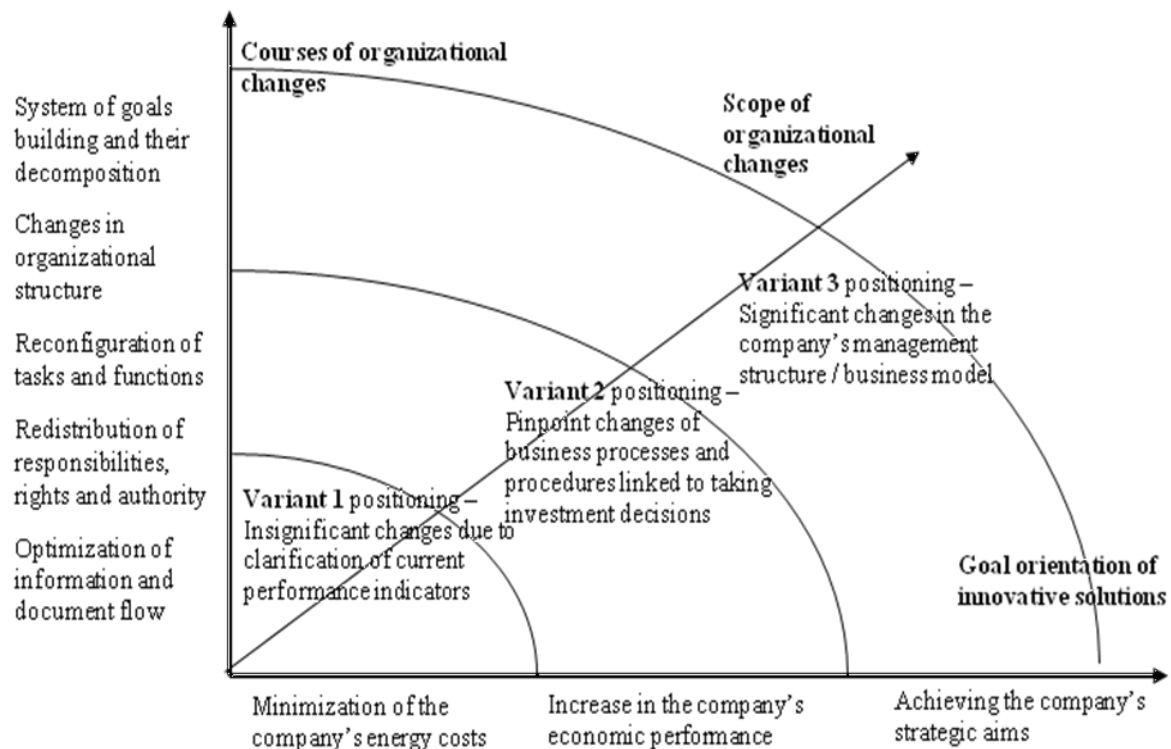 Courses of organizational
changes
System of goals
building and their
decomposition
Changes in
organizational
structure
Reconfiguration of
tasks and functions
Redistribution of
responsibilities,
rights and authority
Optimization of
information and
document flow
Scope of
organizational
changes
Variant 3 positioning –
Significant changes in the
company's management
structure / business model
Variant 2 positioning –
Pinpoint changes of
business processes and
procedures linked to taking
investment decisions
Variant 1 positioning –
Insignificant changes due to
clarification of current
performance indicators
Goal orientation of
innovative solutions
Minimization of the
company's energy costs
Increase in the company's
economic performance
Achieving the company's
strategic aims